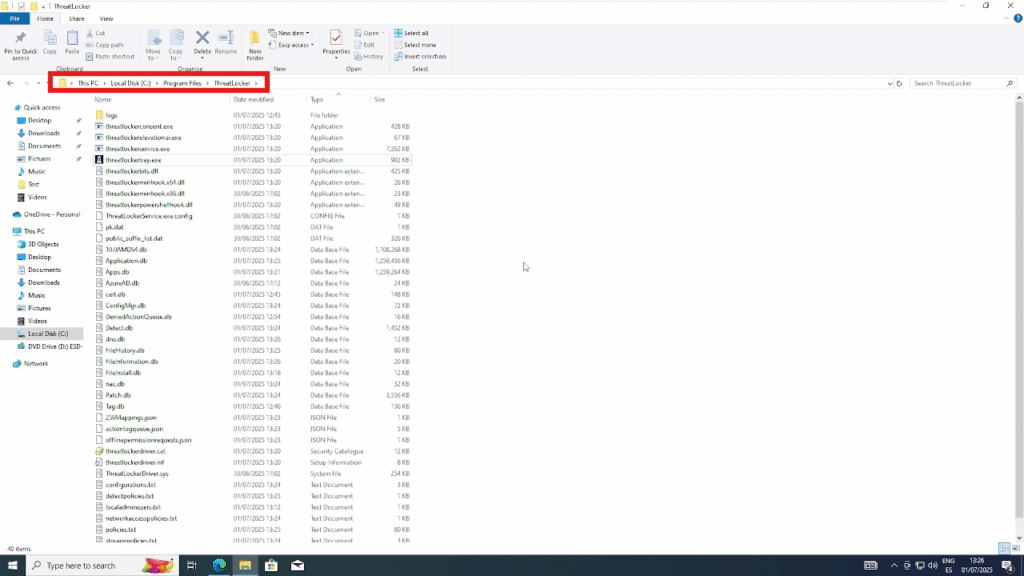 ThreatLocker
File Home Share View
Pin to Quick access
Copy
Paste
Cut
Copy path
Paste shortcut
Clipboard
Move to
Copy to
Delete
Rename
Organise
New folder
New item
Easy access
New
Properties
Open
Edit
History
Open
Select all
Select none
Invert selection
Select
This PC > Local Disk (C:) > Program Files > ThreatLocker >
Search ThreatLocker
Quick access
Desktop
Downloads
Documents
Pictures
Music
Test
Videos
OneDrive - Personal
This PC
3D Objects
Desktop
Documents
Downloads
Music
Pictures
Videos
Local Disk (C:)
DVD Drive (D:) ESD-
Network
Name Date modified Type Size
logs 01/07/2025 12:45 File folder
threatlockerconsent.exe 01/07/2025 13:20 Application 428 KB
threatlockerelevationui.exe 01/07/2025 13:20 Application 67 KB
threatlockerservice.exe 01/07/2025 13:20 Application 7,262 KB
threatlockertray.exe 01/07/2025 13:20 Application 902 KB
threatlockerbits.dll 01/07/2025 13:20 Application exten... 425 KB
threatlockerminhook.x64.dll 01/07/2025 13:20 Application exten... 26 KB
threatlockerminhook.x86.dll 30/06/2025 17:02 Application exten... 23 KB
threatlockerpowershellhook.dll 01/07/2025 13:20 Application exten... 49 KB
ThreatLockerService.exe.config 30/06/2025 17:02 CONFIG File 1 KB
pk.dat 30/06/2025 17:02 DAT File 1 KB
public_suffix_list.dat 30/06/2025 17:02 DAT File 326 KB
10.0AMD64.db 01/07/2025 13:24 Data Base File 1,108,268 KB
Application.db 01/07/2025 13:25 Data Base File 1,259,436 KB
Apps.db 01/07/2025 13:21 Data Base File 1,259,264 KB
AzureAD.db 30/06/2025 17:12 Data Base File 24 KB
cert.db 01/07/2025 12:45 Data Base File 148 KB
ConfigMgr.db 01/07/2025 13:24 Data Base File 72 KB
DeniedActionQueue.db 01/07/2025 12:54 Data Base File 16 KB
Detect.db 01/07/2025 13:24 Data Base File 1,452 KB
dns.db 01/07/2025 13:26 Data Base File 12 KB
FileHistory.db 01/07/2025 13:25 Data Base File 80 KB
FileInformation.db 01/07/2025 13:26 Data Base File 20 KB
FileInstall.db 01/07/2025 13:18 Data Base File 12 KB
nac.db 01/07/2025 13:24 Data Base File 32 KB
Patch.db 01/07/2025 13:24 Data Base File 3,556 KB
Tag.db 01/07/2025 12:46 Data Base File 136 KB
256Mappings.json 01/07/2025 13:23 JSON File 1 KB
actionlogqueue.json 01/07/2025 13:23 JSON File 5 KB
offlinepermissionrequests.json 01/07/2025 13:24 JSON File 1 KB
threatlockerdriver.cat 01/07/2025 13:20 Security Catalogue 12 KB
threatlockerdriver.inf 01/07/2025 13:20 Setup Information 8 KB
ThreatLockerDriver.sys 30/06/2025 17:02 System file 254 KB
configurations.txt 01/07/2025 13:24 Text Document 3 KB
detectpolicies.txt 01/07/2025 13:24 Text Document 1 KB
localadminusers.txt 01/07/2025 13:12 Text Document 1 KB
networkaccesspolicies.txt 01/07/2025 13:24 Text Document 1 KB
policies.txt 01/07/2025 13:25 Text Document 80 KB
storagepolicies.txt 01/07/2025 13:24 Text Document 1 KB
40 items
Type here to search
ENG
ES
13:26
01/07/2025